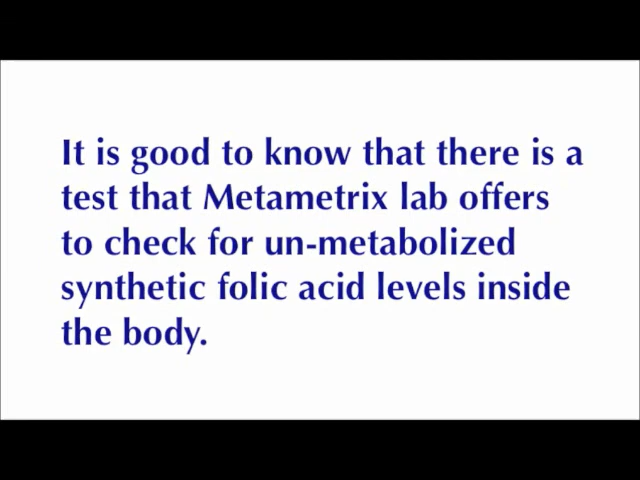 It is good to know that there is a
test that Metametrix lab offers
to check for un-metabolized
synthetic folic acid levels inside
the body.